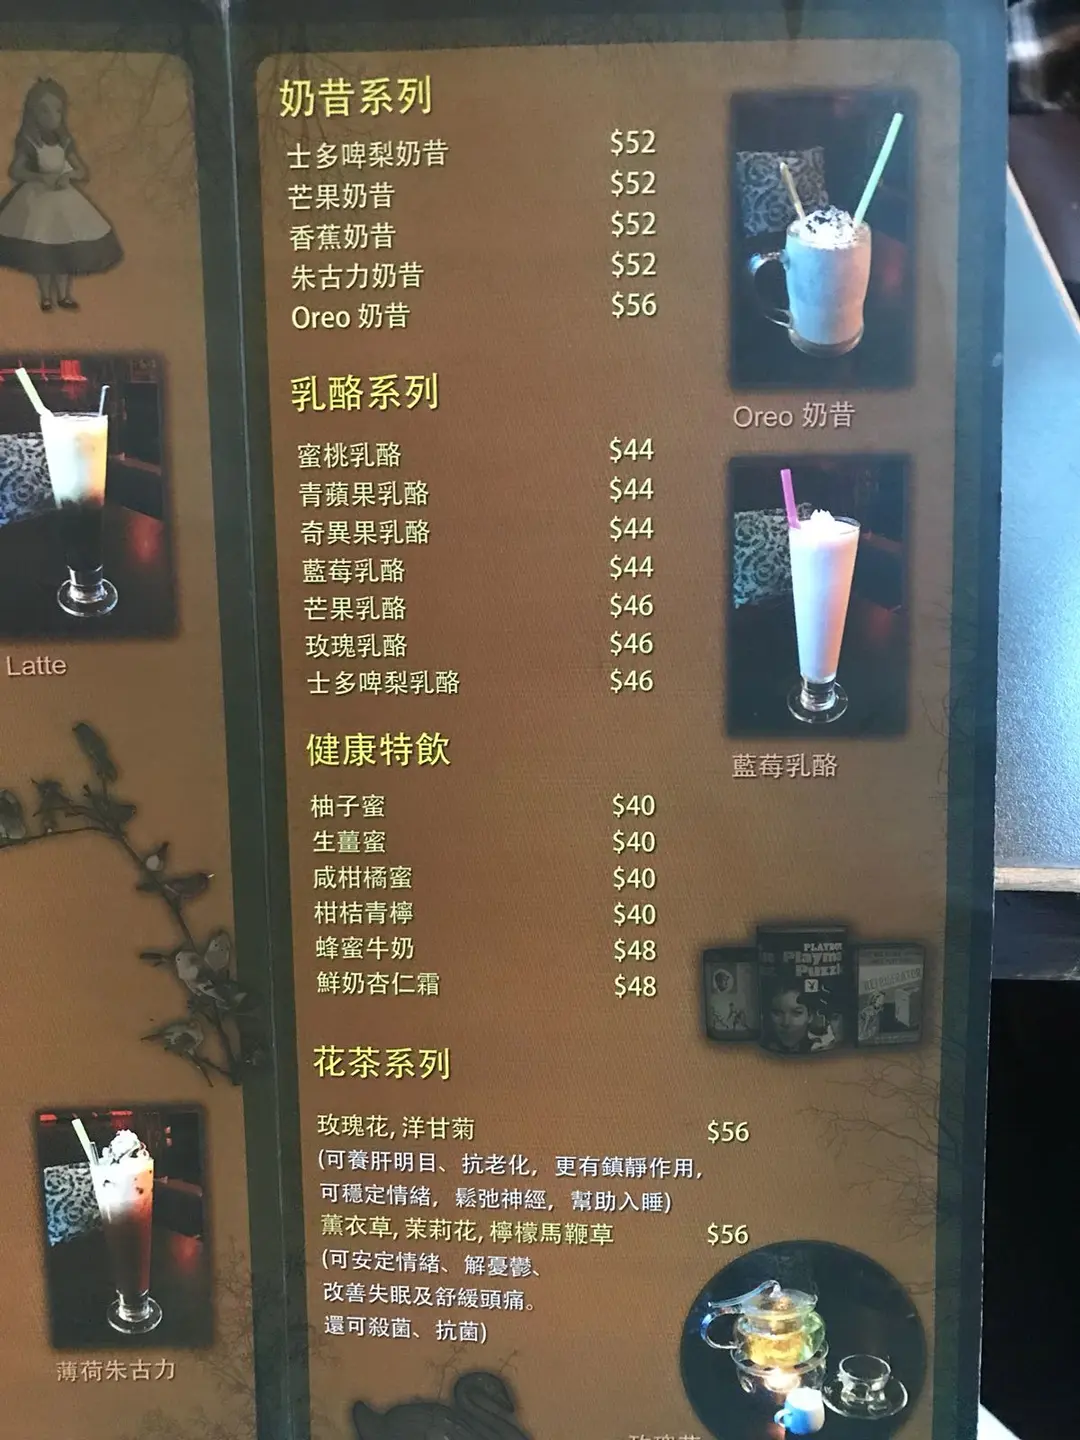 奶昔系列
士多啤梨奶昔 $52
芒果奶昔 $52
香蕉奶昔 $52
朱古力奶昔 $52
Oreo 奶昔 $56
Oreo 奶昔
乳酪系列
蜜桃乳酪 $44
青蘋果乳酪 $44
奇異果乳酪 $44
藍莓乳酪 $44
芒果乳酪 $46
玫瑰乳酪 $46
士多啤梨乳酪 $46
藍莓乳酪
Latte
健康特飲
柚子蜜 $40
生薑蜜 $40
咸柑橘蜜 $40
柑桔青檸 $40
蜂蜜牛奶 $48
鮮奶杏仁霜 $48
花茶系列
玫瑰花, 洋甘菊 $56
(可養肝明目、抗老化，更有鎮靜作用,
可穩定情緒，鬆弛神經，幫助入睡)
薰衣草, 茉莉花, 檸檬馬鞭草 $56
(可安定情緒、解憂鬱、
改善失眠及舒緩頭痛。
還可殺菌、抗菌)
薄荷朱古力